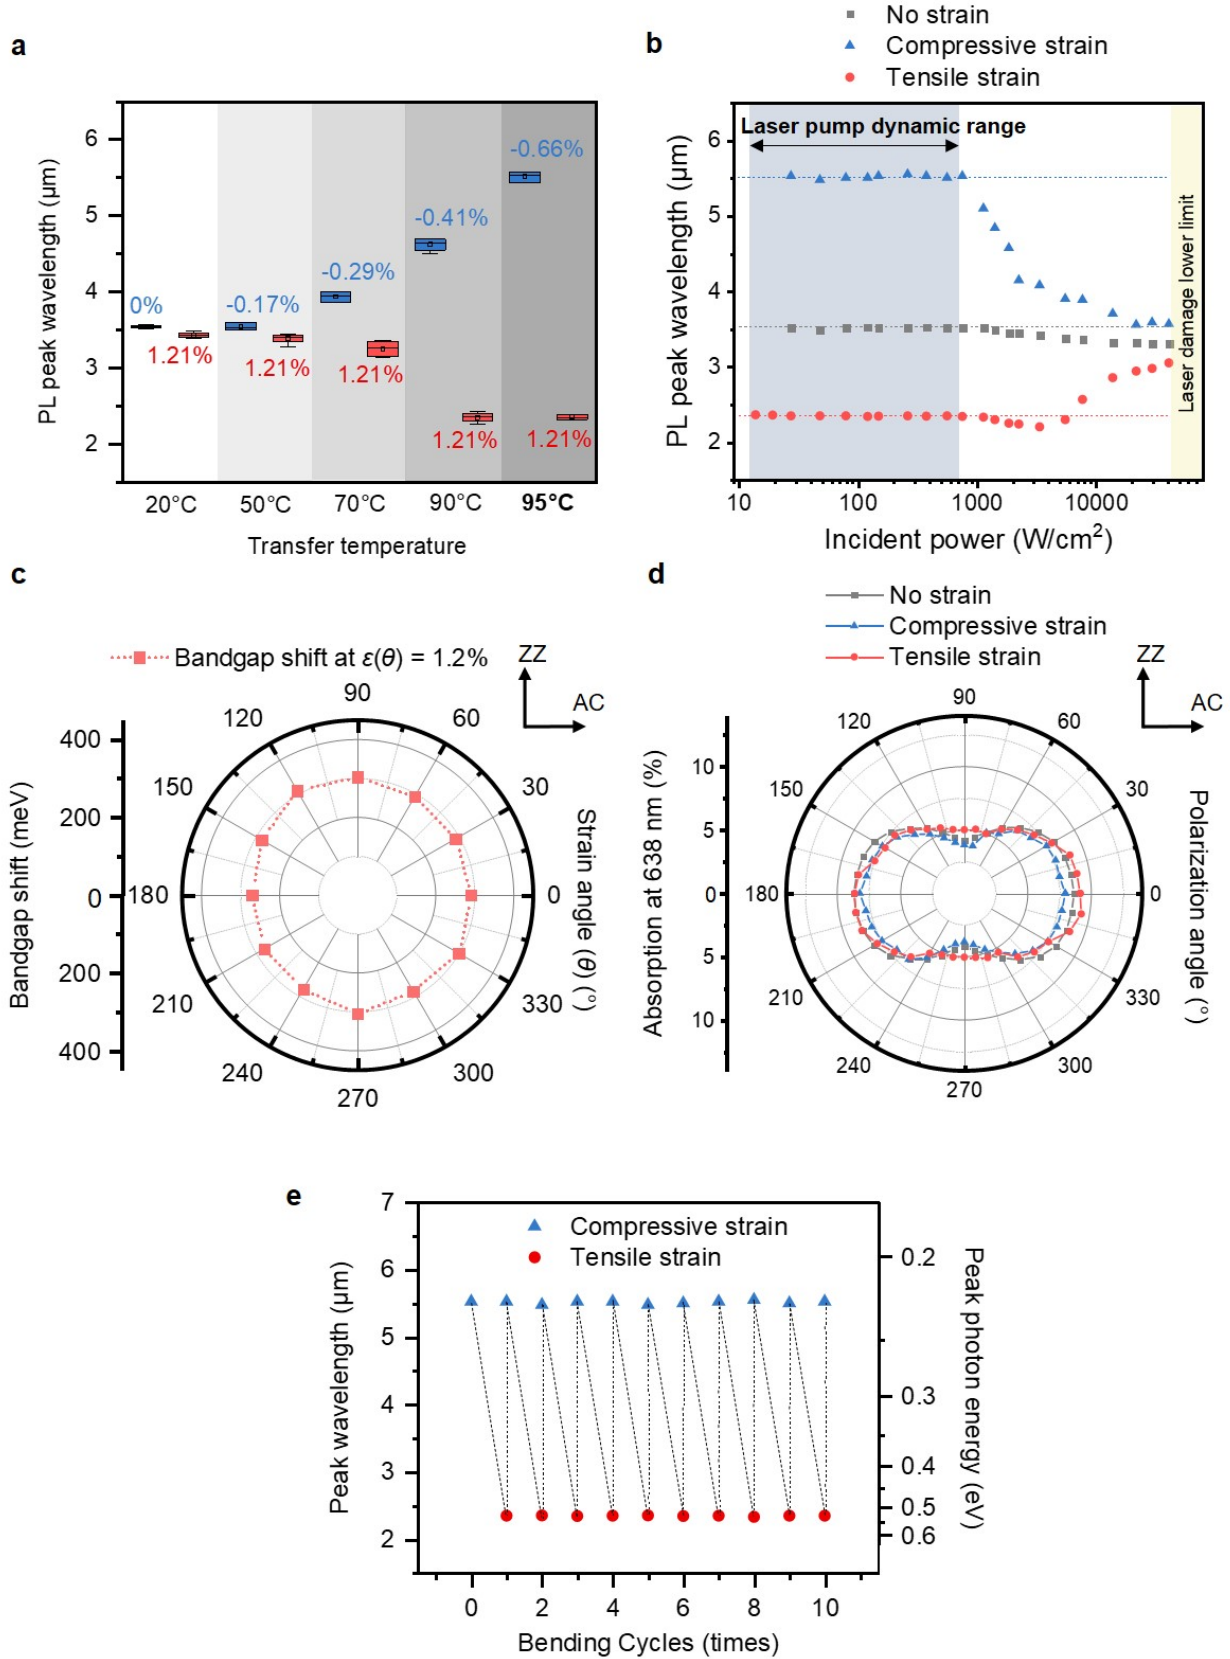 a
PL peak wavelength (μm)
6
5
4
3
2
0%
-0.17%
-0.29%
-0.41%
-0.66%
1.21%
1.21%
1.21%
1.21%
1.21%
20°C
50°C
70°C
90°C
95°C
Transfer temperature
b
No strain
Compressive strain
Tensile strain
PL peak wavelength (μm)
6
5
4
3
2
Laser pump dynamic range
Laser damage lower limit
10
100
1000
10000
Incident power (W/cm²)
c
Bandgap shift at ε(θ) = 1.2%
ZZ
AC
Bandgap shift (meV)
400
200
0
200
400
90
60
30
0
330
300
270
240
210
180
150
120
Strain angle (θ) (°)
d
No strain
Compressive strain
Tensile strain
ZZ
AC
Absorption at 638 nm (%)
10
5
0
5
10
90
60
30
0
330
300
270
240
210
180
150
120
Polarization angle (°)
e
Compressive strain
Tensile strain
Peak wavelength (μm)
7
6
5
4
3
2
Peak photon energy (eV)
0.2
0.3
0.4
0.5
0.6
0
2
4
6
8
10
Bending Cycles (times)